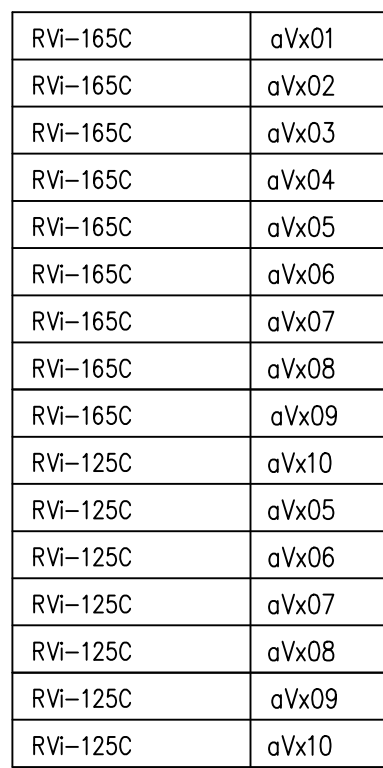 RVi-165C aVx01
RVi-165C aVx02
RVi-165C aVx03
RVi-165C aVx04
RVi-165C aVx05
RVi-165C aVx06
RVi-165C aVx07
RVi-165C aVx08
RVi-165C aVx09
RVi-125C aVx10
RVi-125C aVx05
RVi-125C aVx06
RVi-125C aVx07
RVi-125C aVx08
RVi-125C aVx09
RVi-125C aVx10